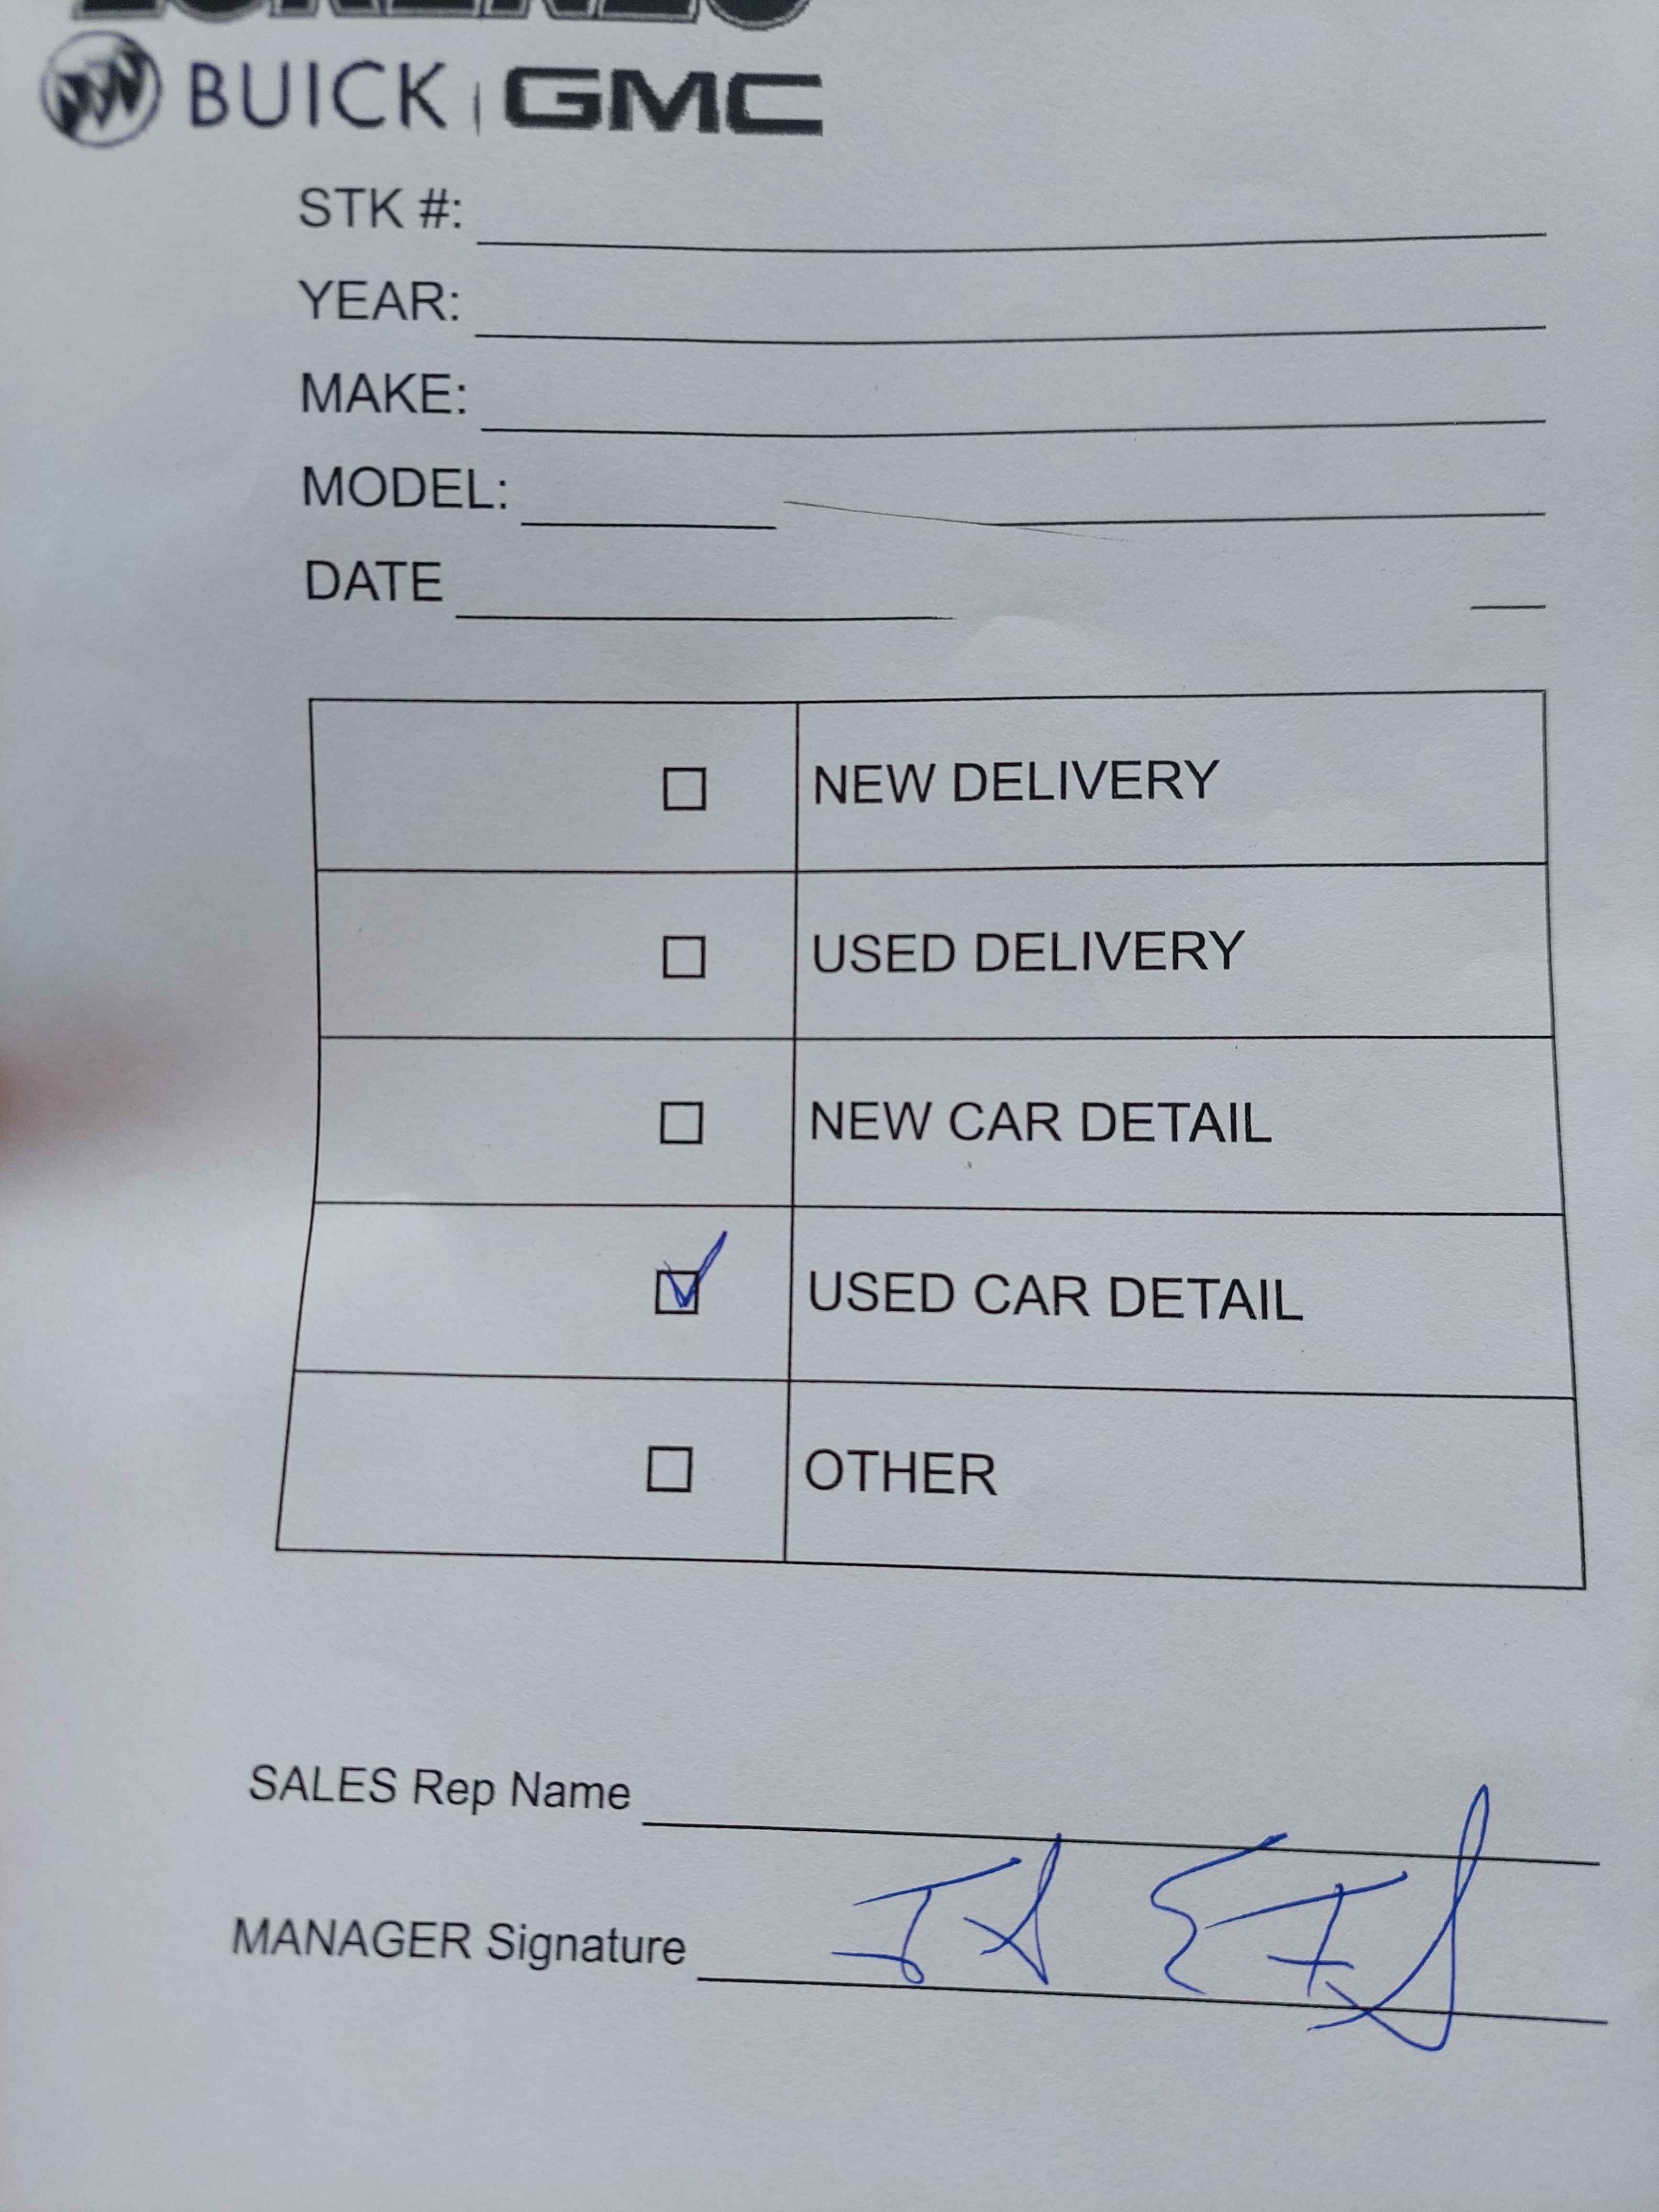 BUICK | GMC
STK #:
YEAR:
MAKE:
MODEL:
DATE
NEW DELIVERY
USED DELIVERY
NEW CAR DETAIL
USED CAR DETAIL
OTHER
SALES Rep Name
MANAGER Signature